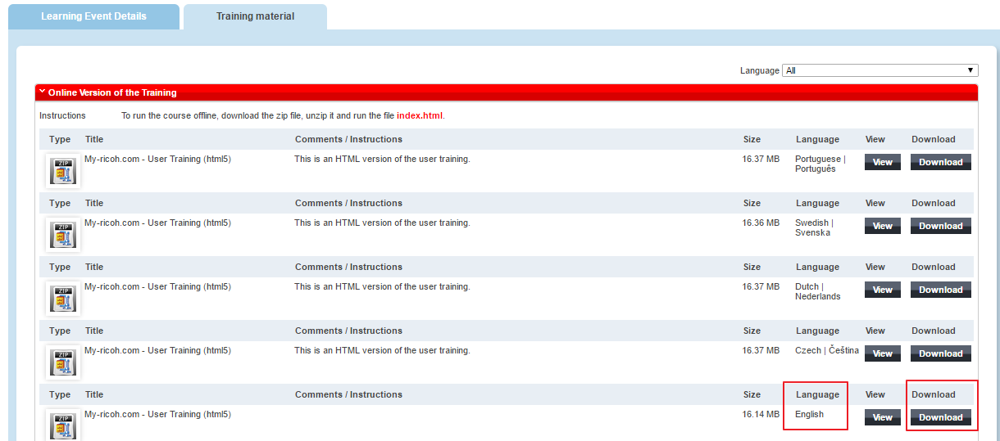 Learning Event Details Training material
Language All
Online Version of the Training
Instructions To run the course offline, download the zip file, unzip it and run the file index.html.
Type Title Comments / Instructions Size Language View Download
ZIP My-ricoh.com - User Training (html5) This is an HTML version of the user training. 16.37 MB Portuguese | View Download
Português
Type Title Comments / Instructions Size Language View Download
ZIP My-ricoh.com - User Training (html5) This is an HTML version of the user training. 16.36 MB Swedish | View Download
Svenska
Type Title Comments / Instructions Size Language View Download
ZIP My-ricoh.com - User Training (html5) This is an HTML version of the user training. 16.37 MB Dutch | View Download
Nederlands
Type Title Comments / Instructions Size Language View Download
ZIP My-ricoh.com - User Training (html5) This is an HTML version of the user training. 16.37 MB Czech | Čeština View Download
Type Title Comments / Instructions Size Language View Download
ZIP My-ricoh.com - User Training (html5) 16.14 MB English View Download